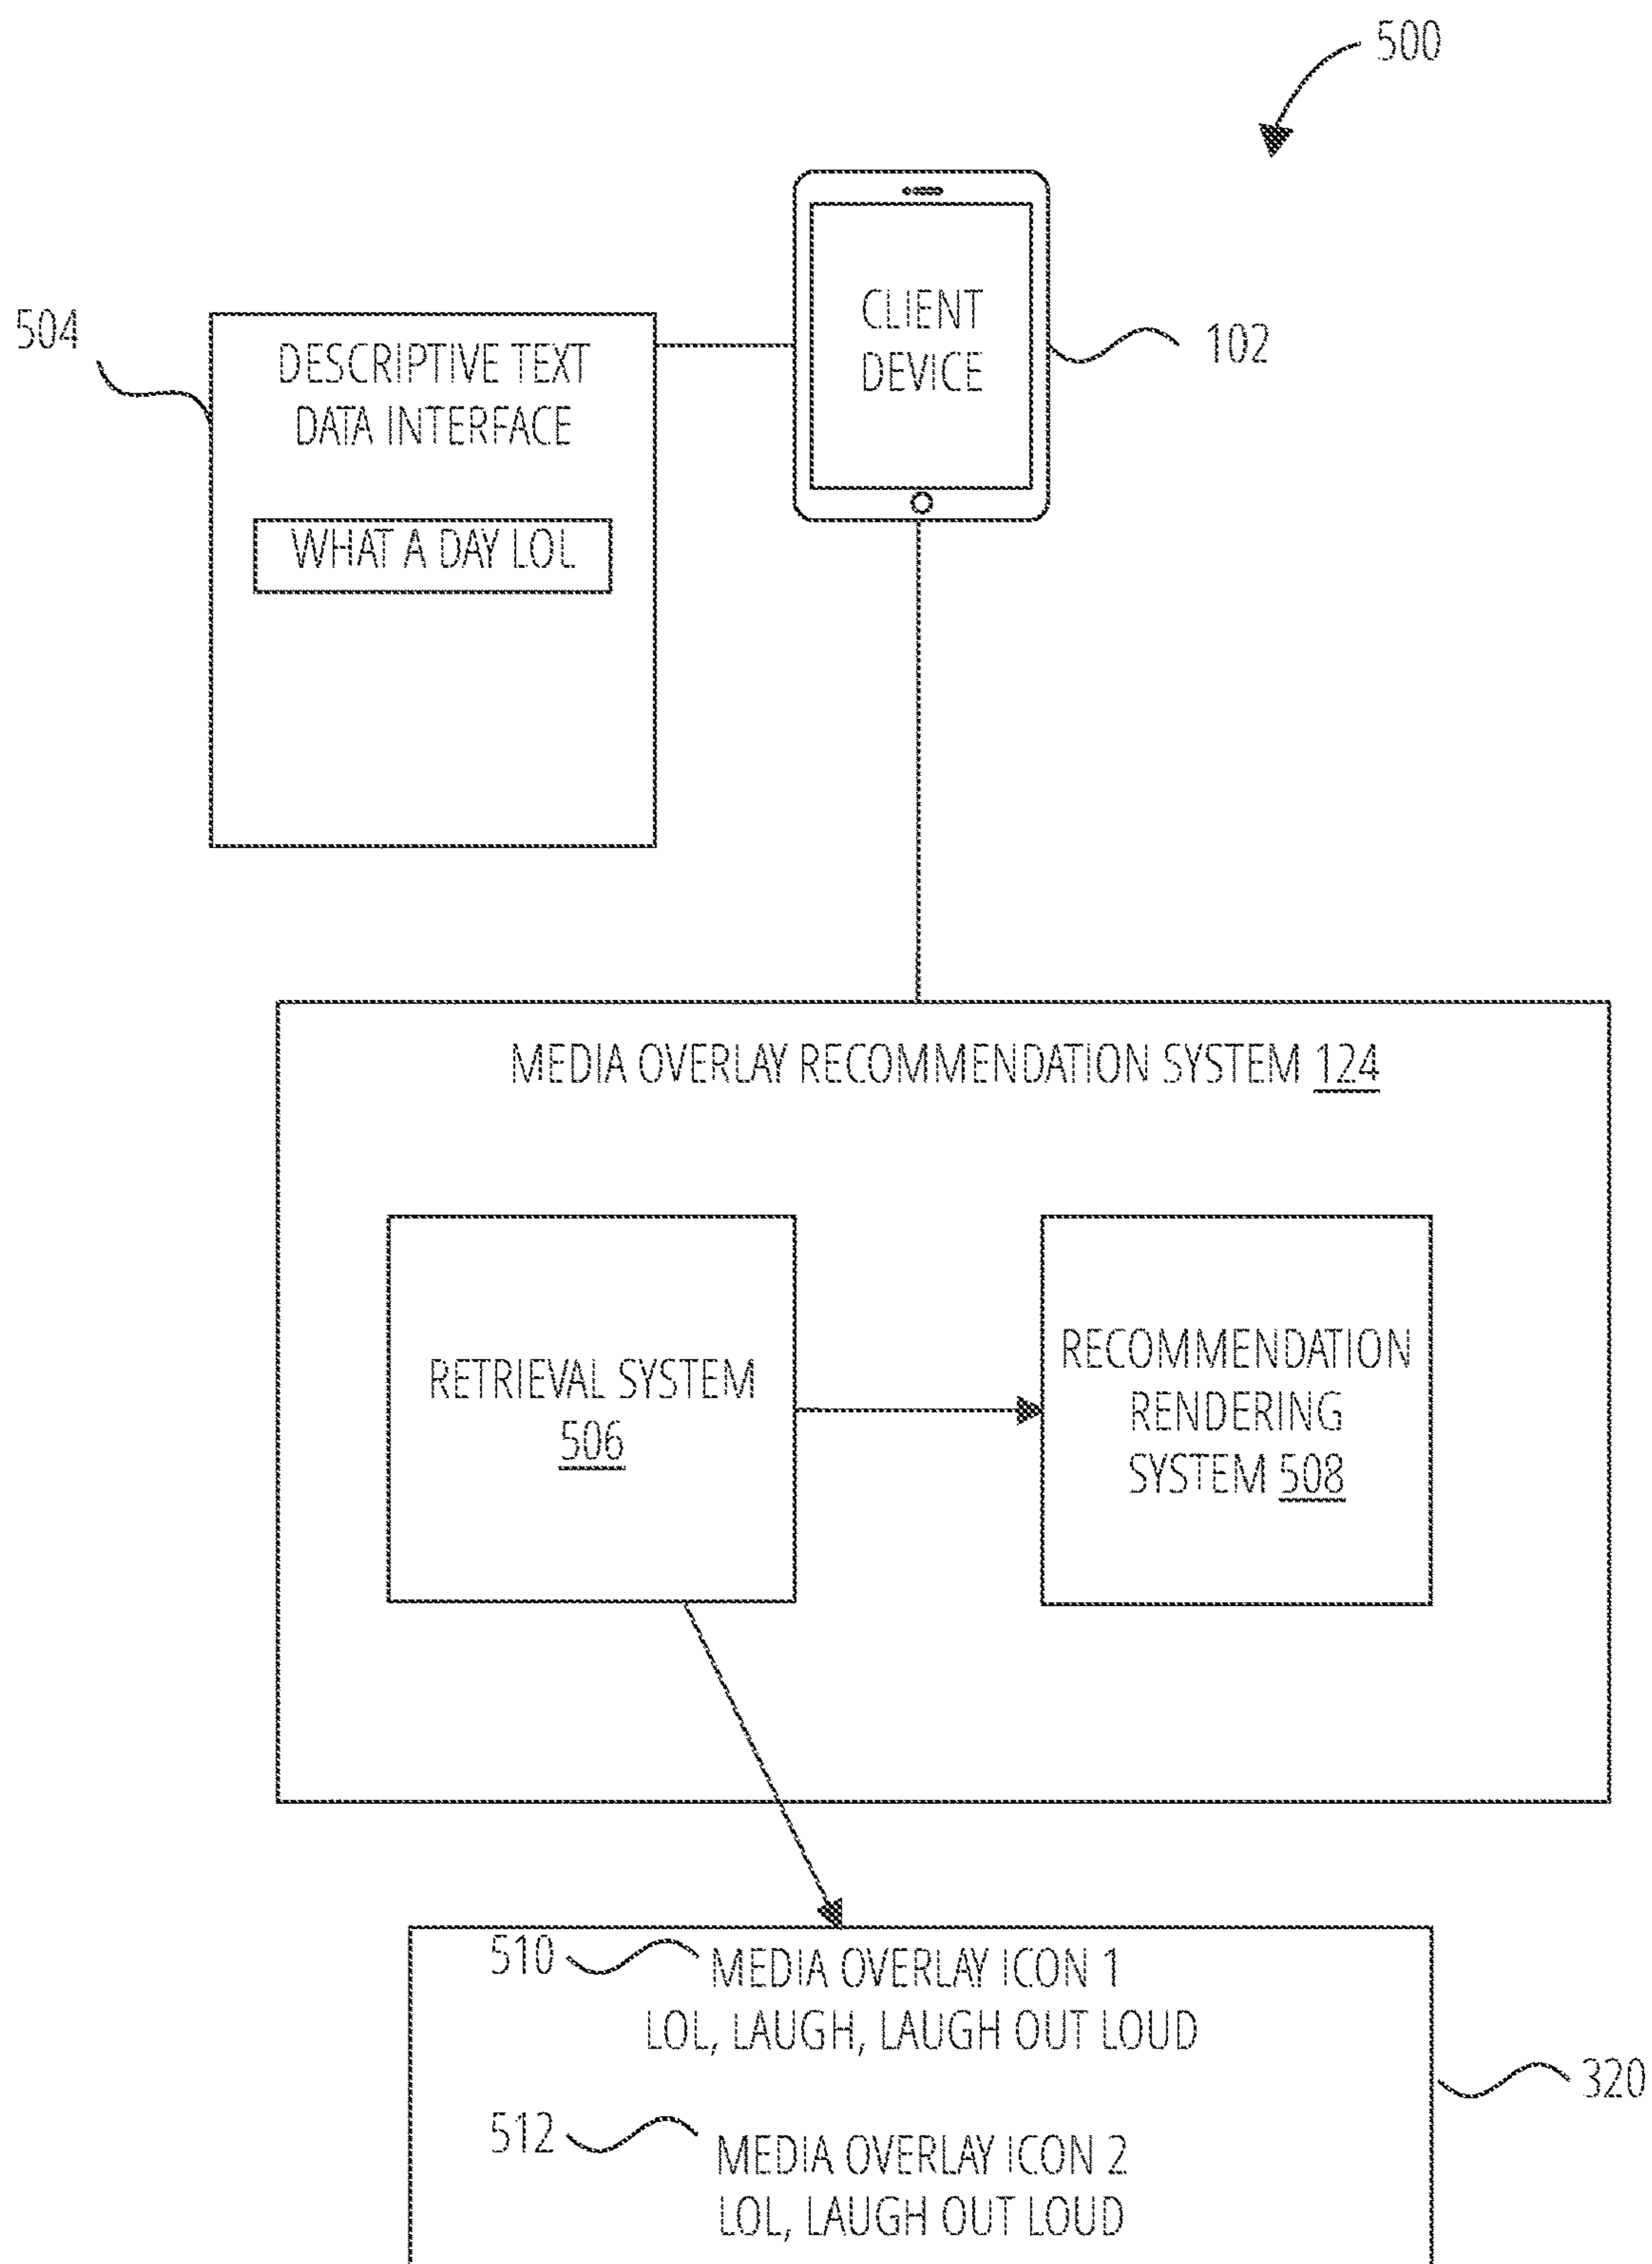 500
CLIENT
DEVICE
102
504
DESCRIPTIVE TEXT
DATA INTERFACE
WHAT A DAY LOL
MEDIA OVERLAY RECOMMENDATION SYSTEM 124
RETRIEVAL SYSTEM
506
RECOMMENDATION
RENDERING
SYSTEM 508
510
MEDIA OVERLAY ICON 1
LOL, LAUGH, LAUGH OUT LOUD
320
512
MEDIA OVERLAY ICON 2
LOL, LAUGH OUT LOUD